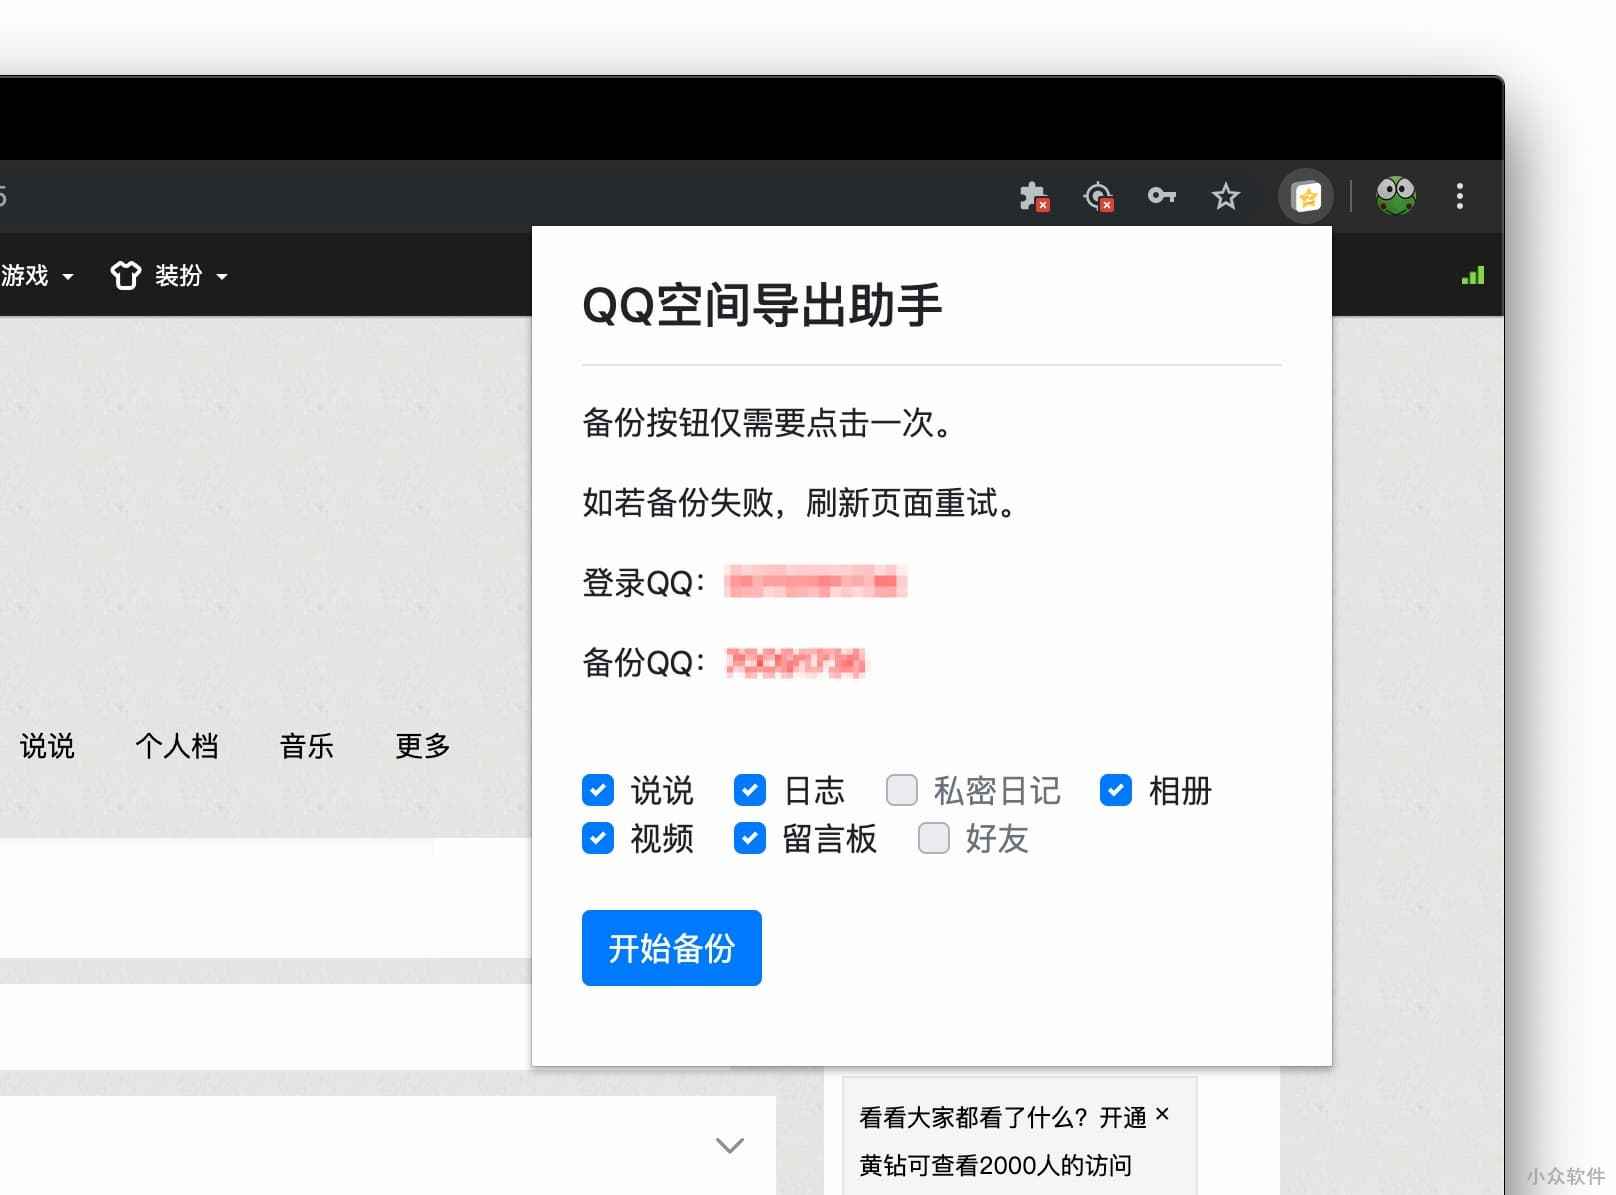 5
游戏 装扮
QQ空间导出助手
备份按钮仅需要点击一次。
如若备份失败，刷新页面重试。
登录QQ：
备份QQ：
说说 个人档 音乐 更多
说说 日志 私密日记 相册
视频 留言板 好友
开始备份
看看大家都看了什么？开通 ×
黄钻可查看2000人的访问
小众软件